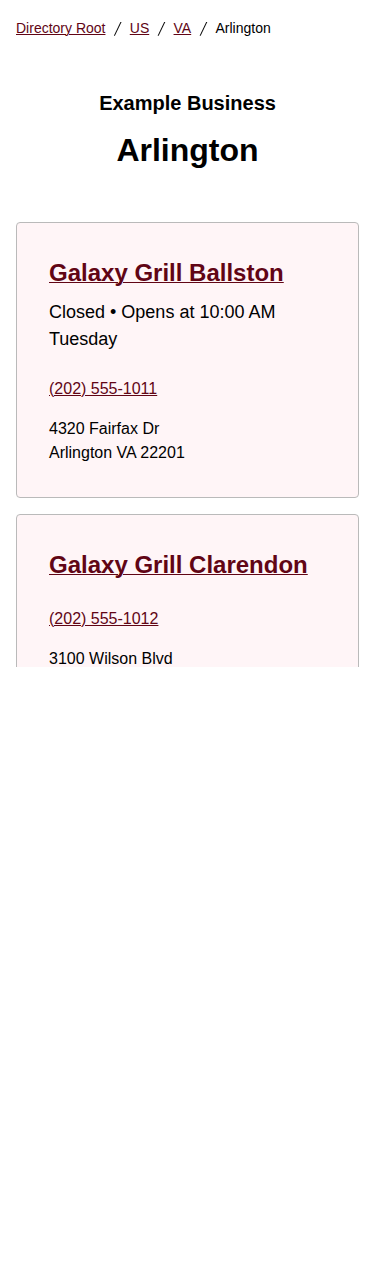 Directory Root / US / VA / Arlington
Example Business
Arlington
Galaxy Grill Ballston
Closed • Opens at 10:00 AM
Tuesday
(202) 555-1011
4320 Fairfax Dr
Arlington VA 22201
Galaxy Grill Clarendon
(202) 555-1012
3100 Wilson Blvd